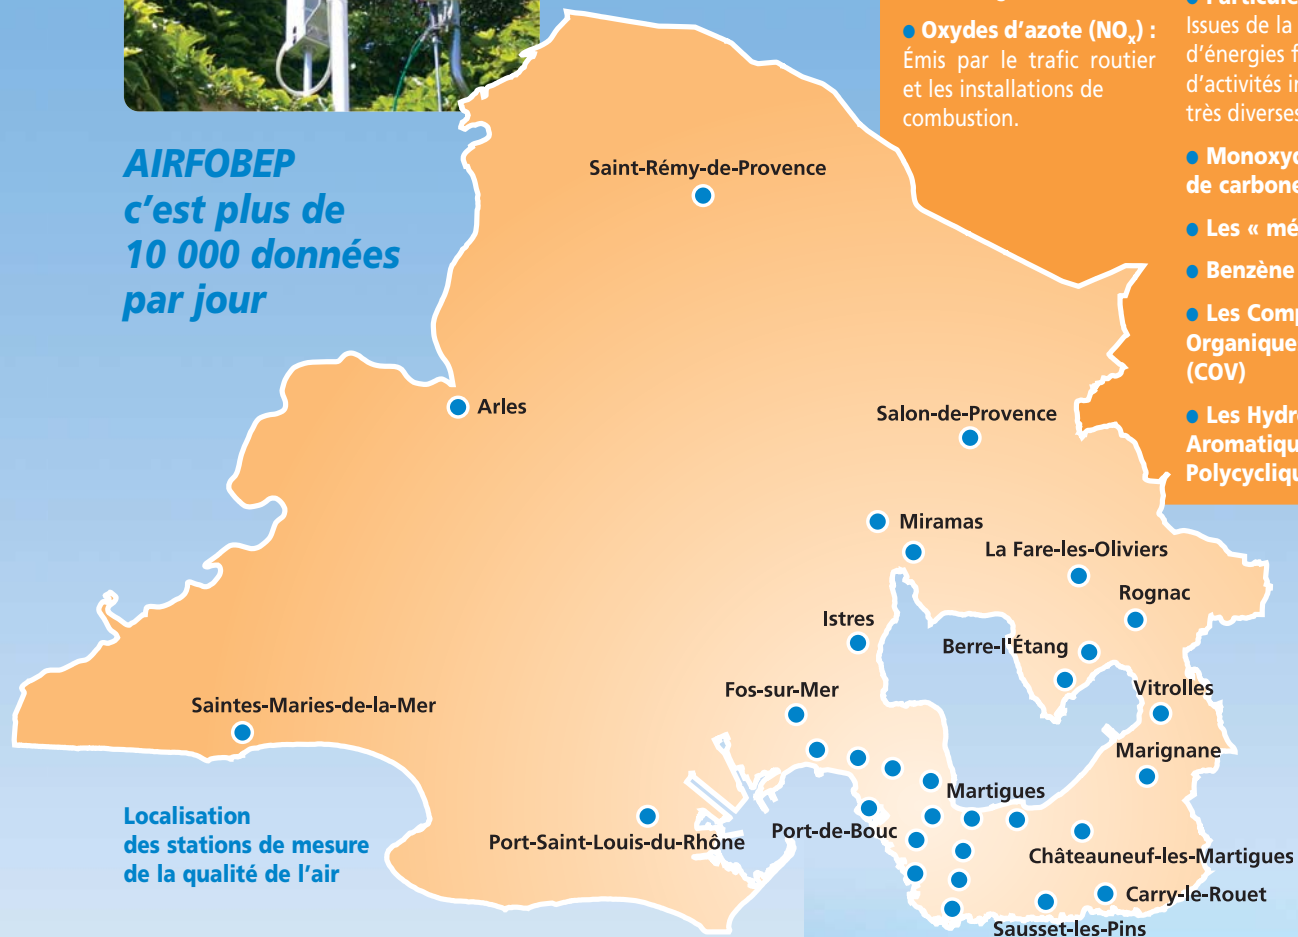 ● Oxydes d'azote (NOx) :
Émis par le trafic routier
et les installations de
combustion.
Issues de la
d'énergies f
d'activités i
très diverses
● Monoxyd
de carbone
● Les « mé
● Benzène
● Les Comp
Organique
(COV)
● Les Hydr
Aromatiqu
Polycycliqu
AIRFOBEP
c'est plus de
10 000 données
par jour
Saint-Rémy-de-Provence
Arles
Salon-de-Provence
Miramas
La Fare-les-Oliviers
Rognac
Istres
Berre-l'Étang
Fos-sur-Mer
Vitrolles
Saintes-Maries-de-la-Mer
Marignane
Martigues
Port-de-Bouc
Port-Saint-Louis-du-Rhône
Châteauneuf-les-Martigues
Carry-le-Rouet
Sausset-les-Pins
Localisation
des stations de mesure
de la qualité de l'air